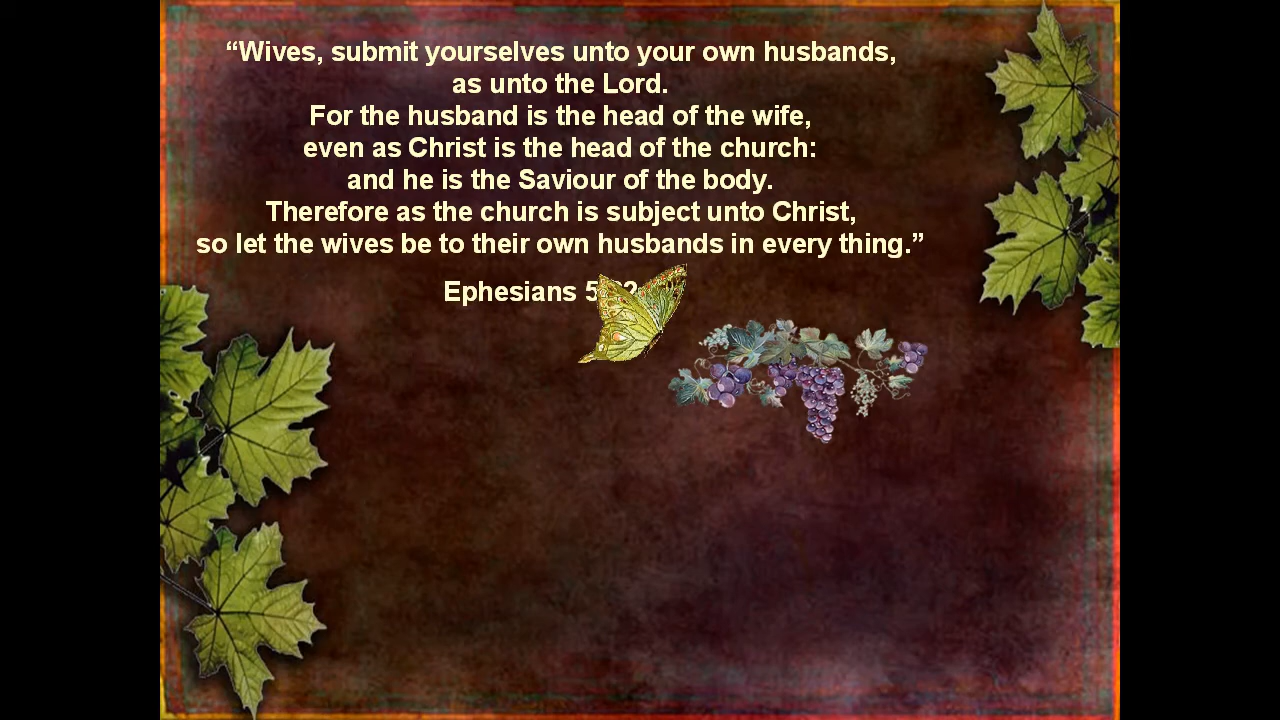 “Wives, submit yourselves unto your own husbands,
as unto the Lord.
For the husband is the head of the wife,
even as Christ is the head of the church:
and he is the Saviour of the body.
Therefore as the church is subject unto Christ,
so let the wives be to their own husbands in every thing.”
Ephesians